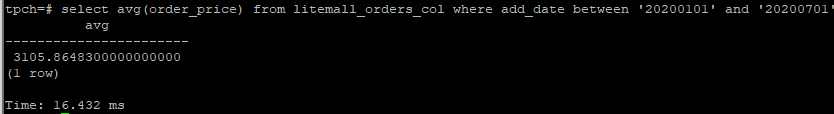 tpch=# select avg(order_price) from litemall_orders_col where add_date between '20200101' and '20200701'
avg
-----------------------
3105.8648300000000000
(1 row)
Time: 16.432 ms